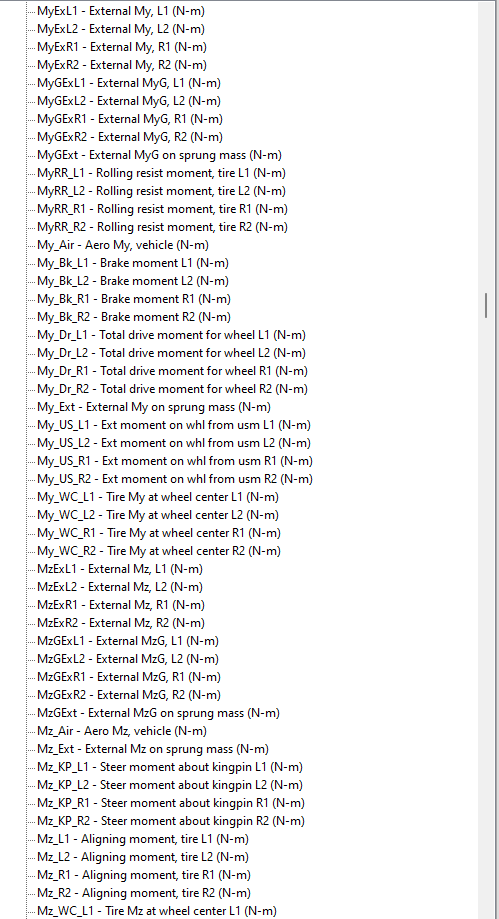 MyExL1 - External My, L1 (N-m)
MyExL2 - External My, L2 (N-m)
MyExR1 - External My, R1 (N-m)
MyExR2 - External My, R2 (N-m)
MyGExL1 - External MyG, L1 (N-m)
MyGExL2 - External MyG, L2 (N-m)
MyGExR1 - External MyG, R1 (N-m)
MyGExR2 - External MyG, R2 (N-m)
MyGExt - External MyG on sprung mass (N-m)
MyRR_L1 - Rolling resist moment, tire L1 (N-m)
MyRR_L2 - Rolling resist moment, tire L2 (N-m)
MyRR_R1 - Rolling resist moment, tire R1 (N-m)
MyRR_R2 - Rolling resist moment, tire R2 (N-m)
My_Air - Aero My, vehicle (N-m)
My_Bk_L1 - Brake moment L1 (N-m)
My_Bk_L2 - Brake moment L2 (N-m)
My_Bk_R1 - Brake moment R1 (N-m)
My_Bk_R2 - Brake moment R2 (N-m)
My_Dr_L1 - Total drive moment for wheel L1 (N-m)
My_Dr_L2 - Total drive moment for wheel L2 (N-m)
My_Dr_R1 - Total drive moment for wheel R1 (N-m)
My_Dr_R2 - Total drive moment for wheel R2 (N-m)
My_Ext - External My on sprung mass (N-m)
My_US_L1 - Ext moment on whl from usm L1 (N-m)
My_US_L2 - Ext moment on whl from usm L2 (N-m)
My_US_R1 - Ext moment on whl from usm R1 (N-m)
My_US_R2 - Ext moment on whl from usm R2 (N-m)
My_WC_L1 - Tire My at wheel center L1 (N-m)
My_WC_L2 - Tire My at wheel center L2 (N-m)
My_WC_R1 - Tire My at wheel center R1 (N-m)
My_WC_R2 - Tire My at wheel center R2 (N-m)
MzExL1 - External Mz, L1 (N-m)
MzExL2 - External Mz, L2 (N-m)
MzExR1 - External Mz, R1 (N-m)
MzExR2 - External Mz, R2 (N-m)
MzGExL1 - External MzG, L1 (N-m)
MzGExL2 - External MzG, L2 (N-m)
MzGExR1 - External MzG, R1 (N-m)
MzGExR2 - External MzG, R2 (N-m)
MzGExt - External MzG on sprung mass (N-m)
Mz_Air - Aero Mz, vehicle (N-m)
Mz_Ext - External Mz on sprung mass (N-m)
Mz_KP_L1 - Steer moment about kingpin L1 (N-m)
Mz_KP_L2 - Steer moment about kingpin L2 (N-m)
Mz_KP_R1 - Steer moment about kingpin R1 (N-m)
Mz_KP_R2 - Steer moment about kingpin R2 (N-m)
Mz_L1 - Aligning moment, tire L1 (N-m)
Mz_L2 - Aligning moment, tire L2 (N-m)
Mz_R1 - Aligning moment, tire R1 (N-m)
Mz_R2 - Aligning moment, tire R2 (N-m)
Mz_WC_L1 - Tire Mz at wheel center L1 (N-m)